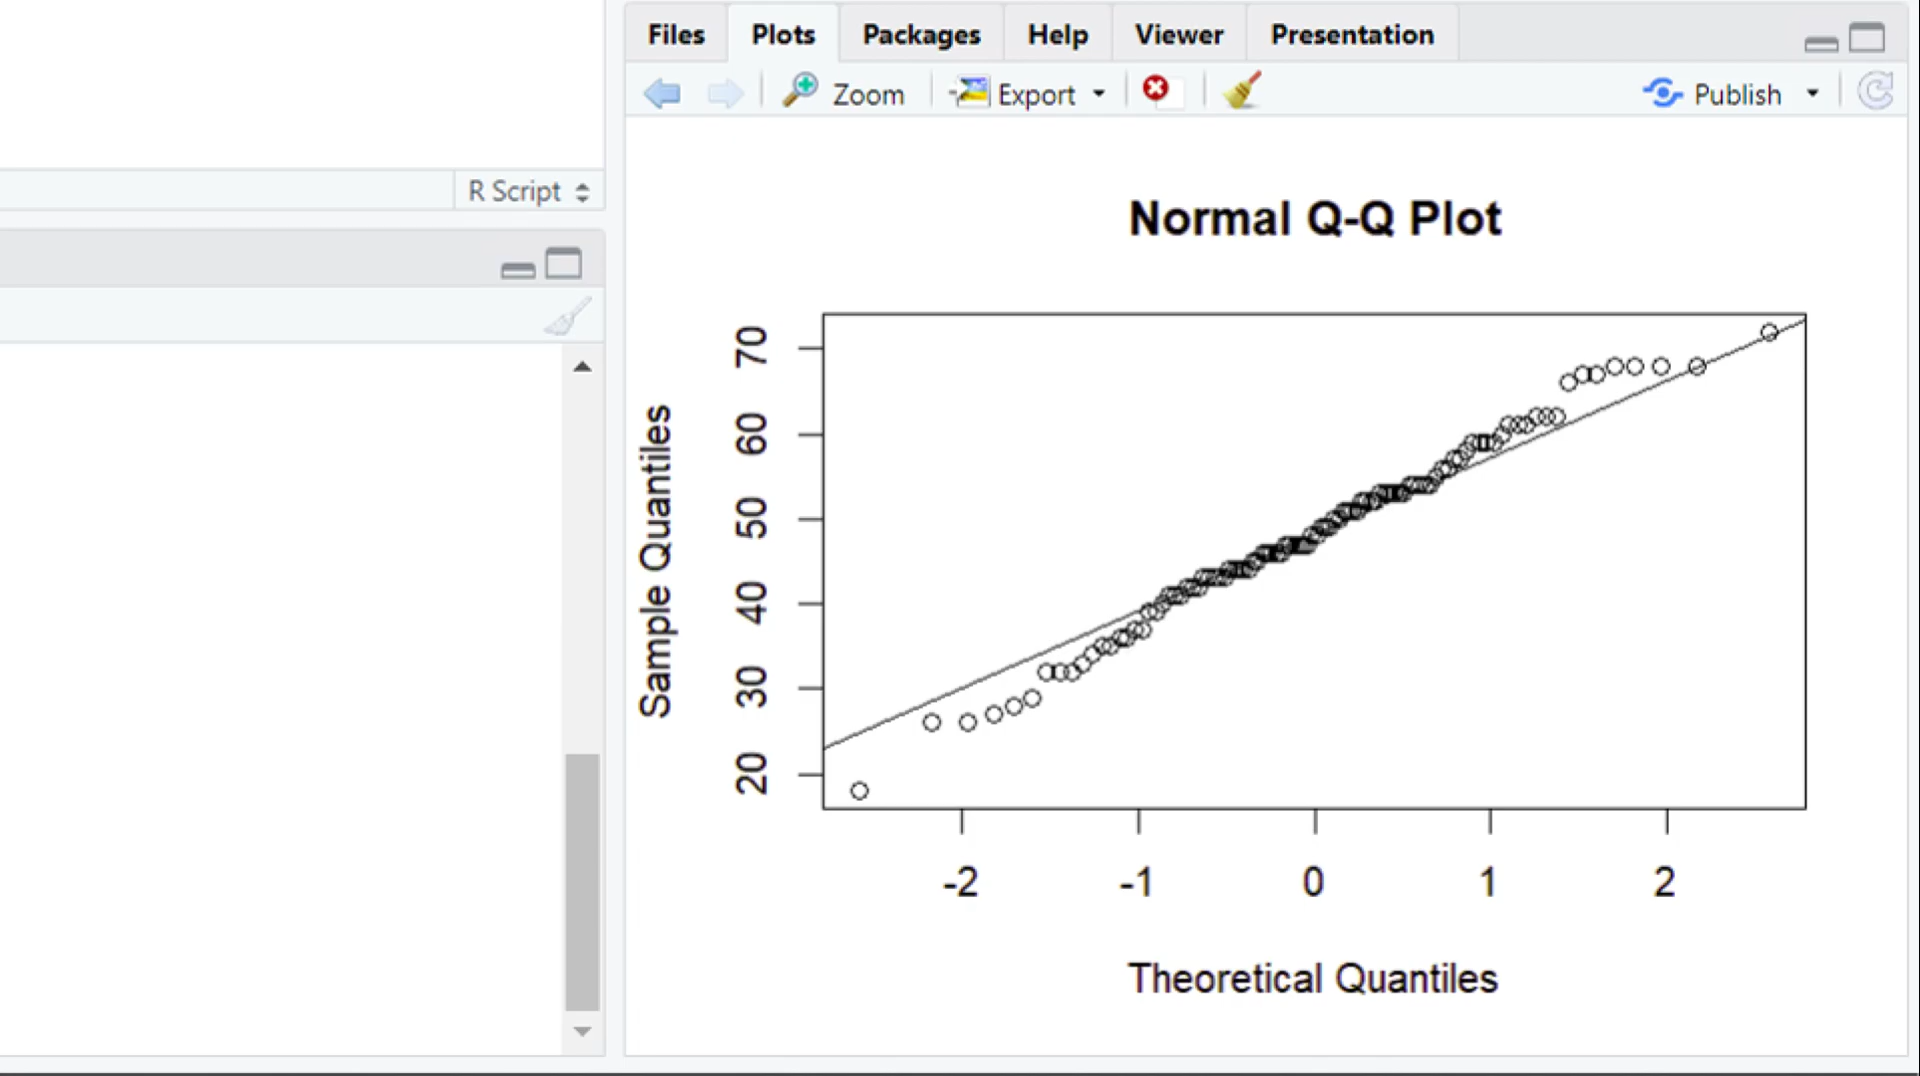 Files Plots Packages Help Viewer Presentation
Zoom Export Publish
R Script
Normal Q-Q Plot
Sample Quantiles
70
60
50
40
30
20
-2 -1 0 1 2
Theoretical Quantiles